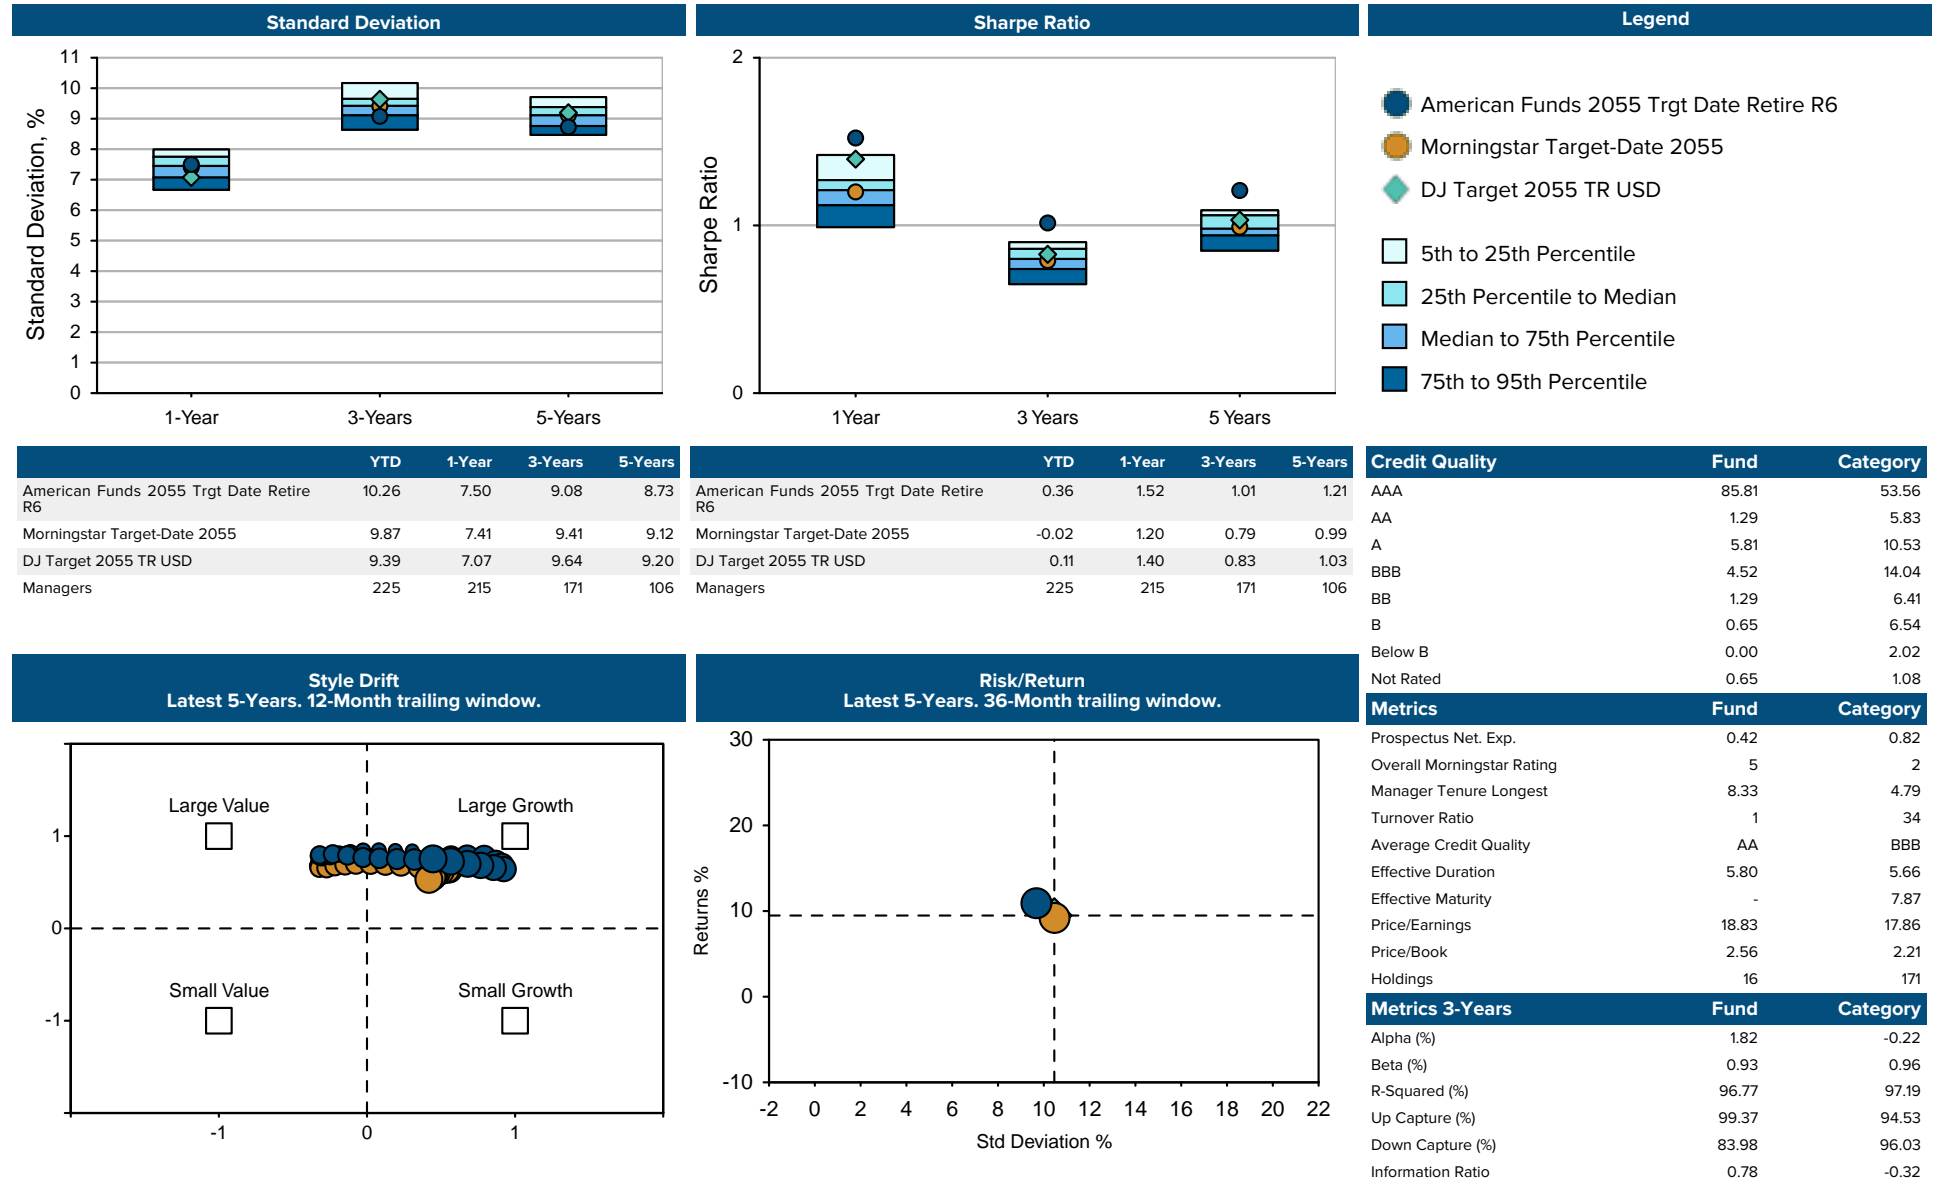 Standard Deviation
Standard Deviation, %
11
10
9
8
7
6
5
4
3
2
1
0
1-Year 3-Years 5-Years
Sharpe Ratio
Sharpe Ratio
2
1
0
1Year 3 Years 5 Years
Legend
American Funds 2055 Trgt Date Retire R6
Morningstar Target-Date 2055
DJ Target 2055 TR USD
5th to 25th Percentile
25th Percentile to Median
Median to 75th Percentile
75th to 95th Percentile
YTD 1-Year 3-Years 5-Years
American Funds 2055 Trgt Date Retire 10.26 7.50 9.08 8.73
R6
Morningstar Target-Date 2055 9.87 7.41 9.41 9.12
DJ Target 2055 TR USD 9.39 7.07 9.64 9.20
Managers 225 215 171 106
YTD 1-Year 3-Years 5-Years
American Funds 2055 Trgt Date Retire 0.36 1.52 1.01 1.21
R6
Morningstar Target-Date 2055 -0.02 1.20 0.79 0.99
DJ Target 2055 TR USD 0.11 1.40 0.83 1.03
Managers 225 215 171 106
Credit Quality Fund Category
AAA 85.81 53.56
AA 1.29 5.83
A 5.81 10.53
BBB 4.52 14.04
BB 1.29 6.41
B 0.65 6.54
Below B 0.00 2.02
Not Rated 0.65 1.08
Metrics Fund Category
Prospectus Net. Exp. 0.42 0.82
Overall Morningstar Rating 5 2
Manager Tenure Longest 8.33 4.79
Turnover Ratio 1 34
Average Credit Quality AA BBB
Effective Duration 5.80 5.66
Effective Maturity - 7.87
Price/Earnings 18.83 17.86
Price/Book 2.56 2.21
Holdings 16 171
Metrics 3-Years Fund Category
Alpha (%) 1.82 -0.22
Beta (%) 0.93 0.96
R-Squared (%) 96.77 97.19
Up Capture (%) 99.37 94.53
Down Capture (%) 83.98 96.03
Information Ratio 0.78 -0.32
Style Drift
Latest 5-Years. 12-Month trailing window.
Large Value Large Growth
1
0
Small Value Small Growth
-1
-1 0 1
Risk/Return
Latest 5-Years. 36-Month trailing window.
Returns %
30
20
10
0
-10
-2 0 2 4 6 8 10 12 14 16 18 20 22
Std Deviation %